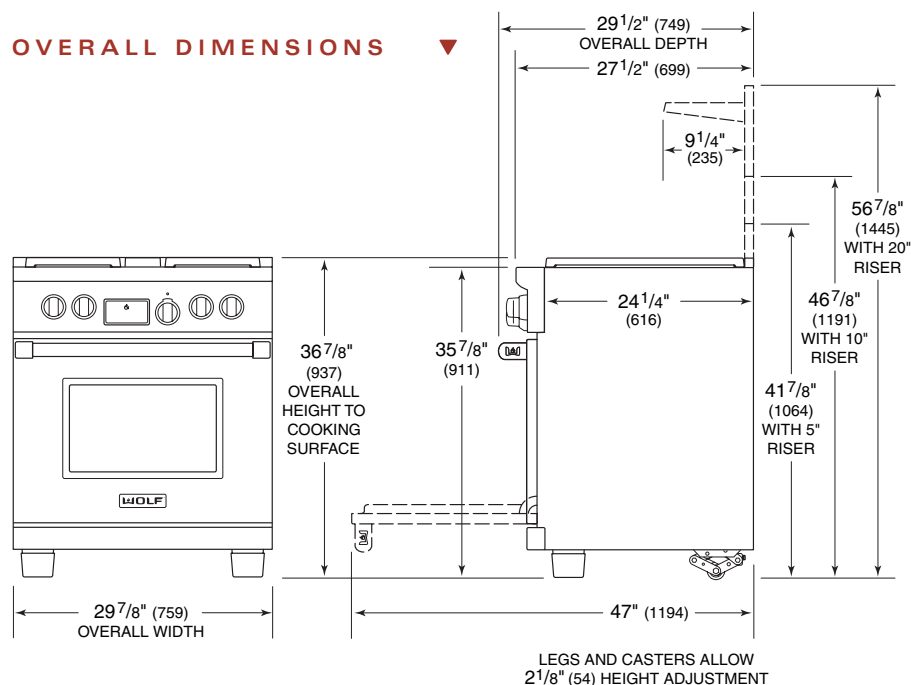 OVERALL DIMENSIONS ▼
29 1/2" (749)
OVERALL DEPTH
27 1/2" (699)
9 1/4"
(235)
56 7/8"
(1445)
WITH 20"
RISER
46 7/8"
(1191)
WITH 10"
RISER
41 7/8"
(1064)
WITH 5"
RISER
24 1/4"
(616)
36 7/8"
(937)
OVERALL
HEIGHT TO
COOKING
SURFACE
35 7/8"
(911)
WOLF
29 7/8" (759)
OVERALL WIDTH
47" (1194)
LEGS AND CASTERS ALLOW
2 1/8" (54) HEIGHT ADJUSTMENT